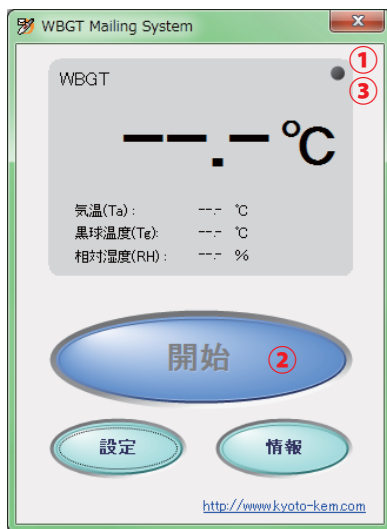 WBGT Mailing System
①
WBGT
③
--.-℃
気温(Ta) : --.- ℃
黒球温度(Tg): --.- ℃
相対湿度(RH) : --.- %
開始 ②
設定 情報
http://www.kyoto-kem.com